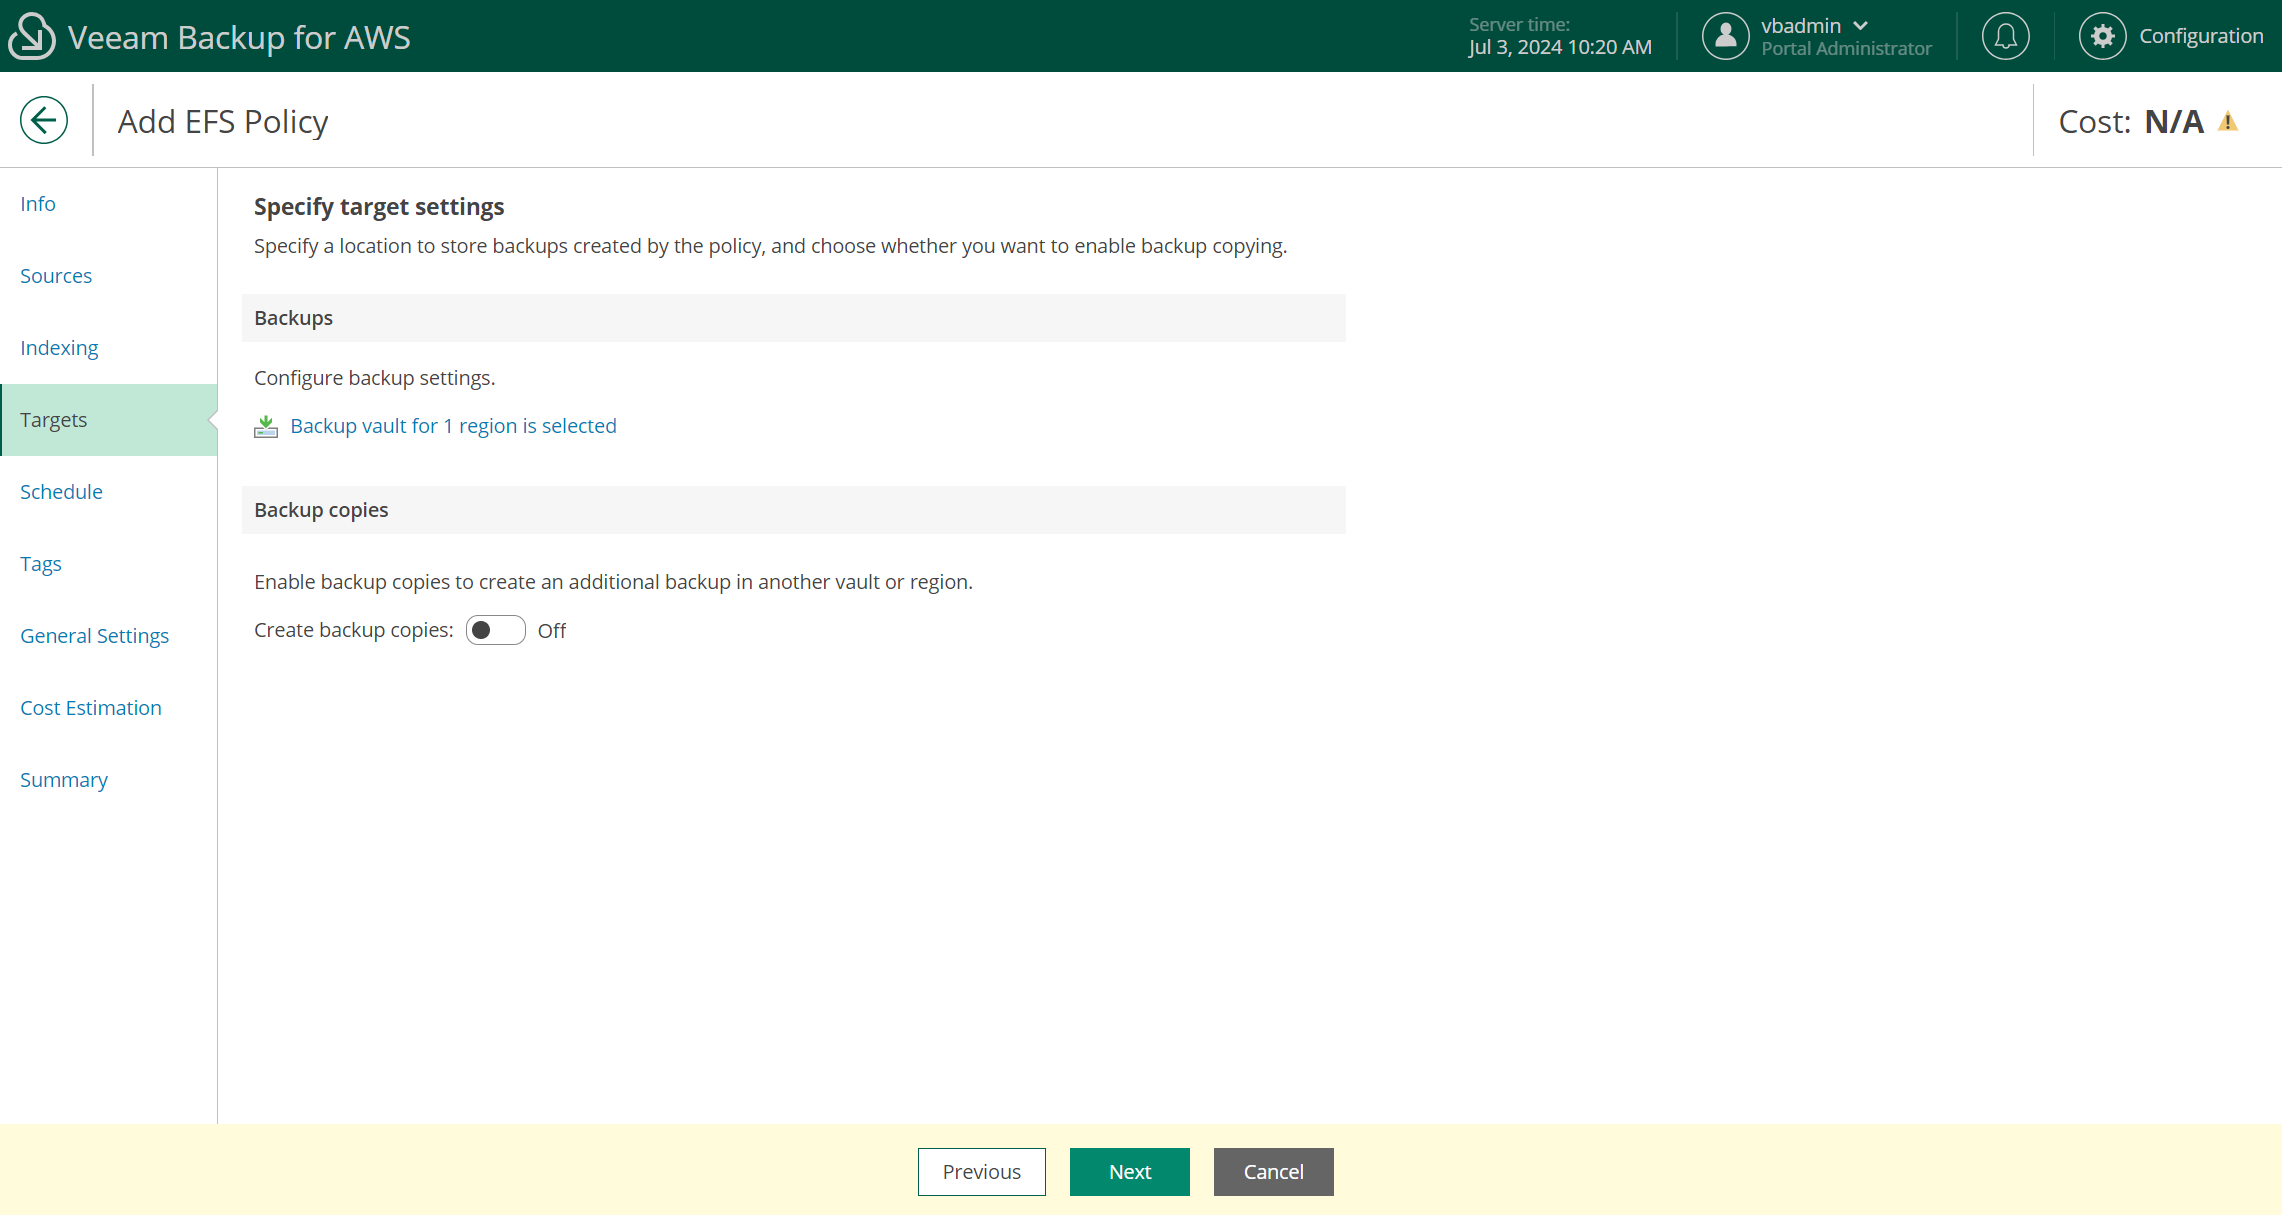 Veeam Backup for AWS
Server time:
Jul 3, 2024 10:20 AM
vbadmin
Portal Administrator
Configuration
Add EFS Policy
Cost: N/A
Info
Sources
Indexing
Targets
Schedule
Tags
General Settings
Cost Estimation
Summary
Specify target settings
Specify a location to store backups created by the policy, and choose whether you want to enable backup copying.
Backups
Configure backup settings.
Backup vault for 1 region is selected
Backup copies
Enable backup copies to create an additional backup in another vault or region.
Create backup copies: Off
Previous Next Cancel